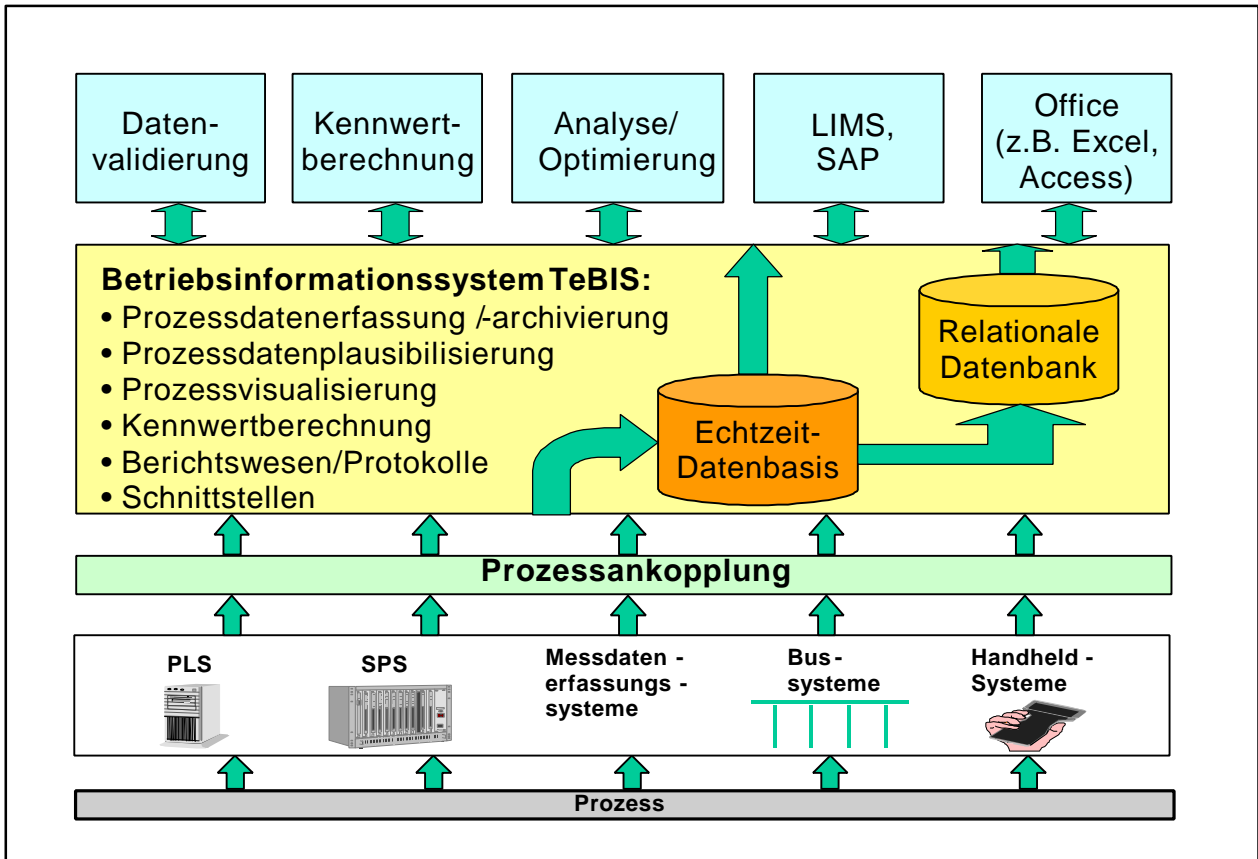 Daten-
validierung
Kennwert-
berechnung
Analyse/
Optimierung
LIMS,
SAP
Office
(z.B. Excel,
Access)
Betriebsinformationssystem TeBIS:
• Prozessdatenerfassung /-archivierung
• Prozessdatenplausibilisierung
• Prozessvisualisierung
• Kennwertberechnung
• Berichtswesen/Protokolle
• Schnittstellen
Echtzeit-
Datenbasis
Relationale
Datenbank
Prozessankopplung
PLS
SPS
Messdaten -
erfassungs -
systeme
Bus -
systeme
Handheld -
Systeme
Prozess